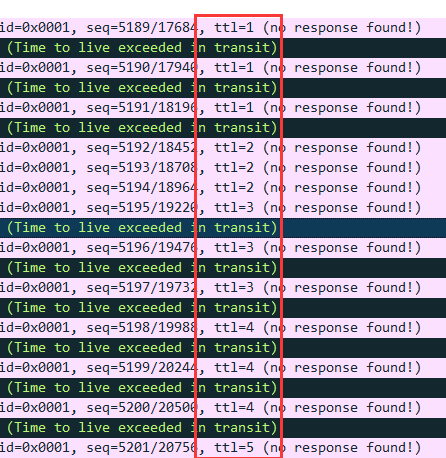 id=0x0001, seq=5189/17684, ttl=1 (no response found!)
(Time to live exceeded in transit)
id=0x0001, seq=5190/17940, ttl=1 (no response found!)
(Time to live exceeded in transit)
id=0x0001, seq=5191/18196, ttl=1 (no response found!)
(Time to live exceeded in transit)
id=0x0001, seq=5192/18452, ttl=2 (no response found!)
id=0x0001, seq=5193/18708, ttl=2 (no response found!)
id=0x0001, seq=5194/18964, ttl=2 (no response found!)
id=0x0001, seq=5195/19220, ttl=3 (no response found!)
(Time to live exceeded in transit)
id=0x0001, seq=5196/19476, ttl=3 (no response found!)
(Time to live exceeded in transit)
id=0x0001, seq=5197/19732, ttl=3 (no response found!)
(Time to live exceeded in transit)
id=0x0001, seq=5198/19988, ttl=4 (no response found!)
(Time to live exceeded in transit)
id=0x0001, seq=5199/20244, ttl=4 (no response found!)
(Time to live exceeded in transit)
id=0x0001, seq=5200/20500, ttl=4 (no response found!)
(Time to live exceeded in transit)
id=0x0001, seq=5201/20756, ttl=5 (no response found!)